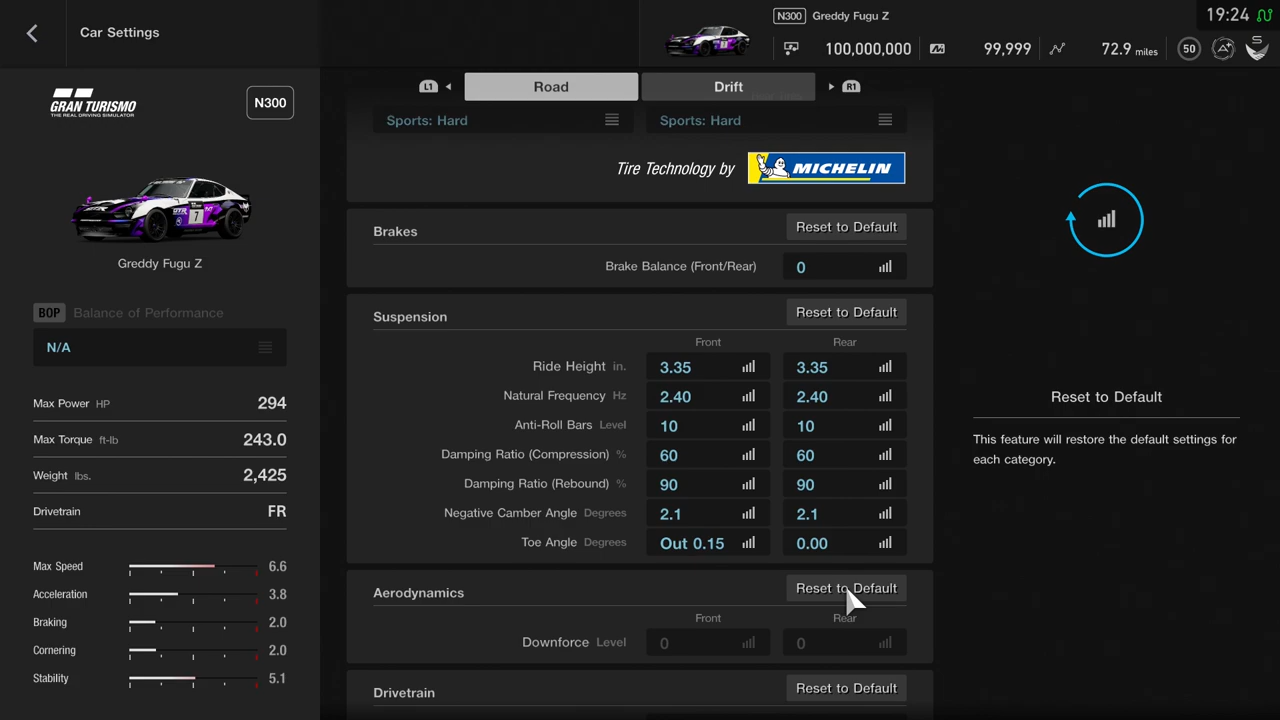 Car Settings
N300 Greddy Fugu Z
19:24
100,000,000 99,999 72.9 miles 50 A+ S
GRAN TURISMO
THE REAL DRIVING SIMULATOR
N300
7
Greddy Fugu Z
BOP Balance of Performance
N/A
Max Power HP 294
Max Torque ft-lb 243.0
Weight lbs. 2,425
Drivetrain FR
Max Speed 6.6
Acceleration 3.8
Braking 2.0
Cornering 2.0
Stability 5.1
L1 Road Drift R1
Sports: Hard Sports: Hard
Tire Technology by MICHELIN
Brakes Reset to Default
Brake Balance (Front/Rear) 0
Suspension Reset to Default
Front Rear
Ride Height in. 3.35 3.35
Natural Frequency Hz 2.40 2.40
Anti-Roll Bars Level 10 10
Damping Ratio (Compression) % 60 60
Damping Ratio (Rebound) % 90 90
Negative Camber Angle Degrees 2.1 2.1
Toe Angle Degrees Out 0.15 0.00
Aerodynamics Reset to Default
Front Rear
Downforce Level 0 0
Drivetrain Reset to Default
Reset to Default
This feature will restore the default settings for
each category.